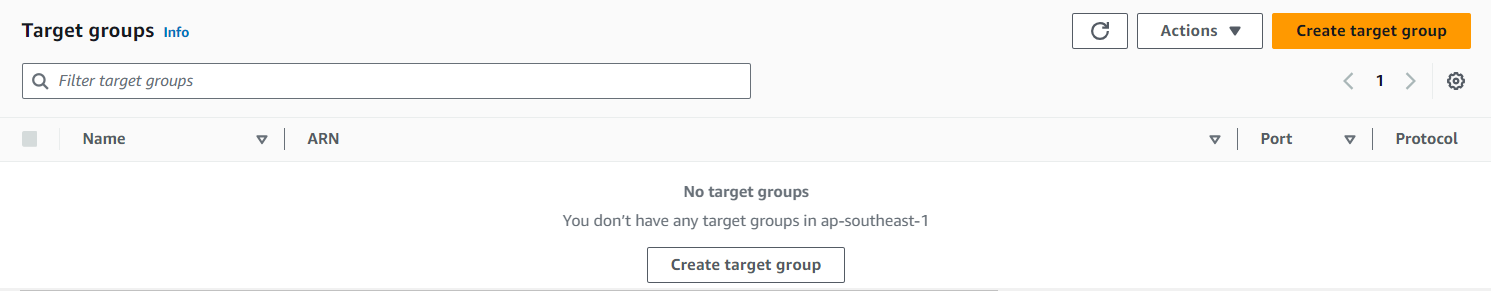 Target groups Info
Actions
Create target group
Filter target groups
1
Name ARN Port Protocol
No target groups
You don't have any target groups in ap-southeast-1
Create target group